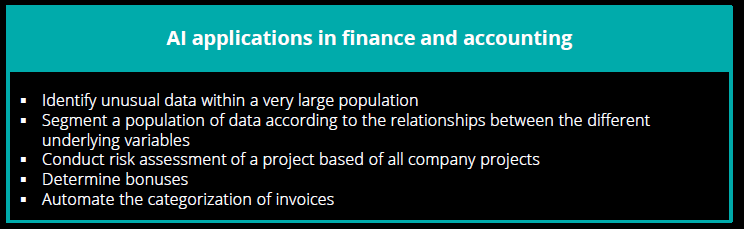 AI applications in finance and accounting
▪ Identify unusual data within a very large population
▪ Segment a population of data according to the relationships between the different
underlying variables
▪ Conduct risk assessment of a project based of all company projects
▪ Determine bonuses
▪ Automate the categorization of invoices